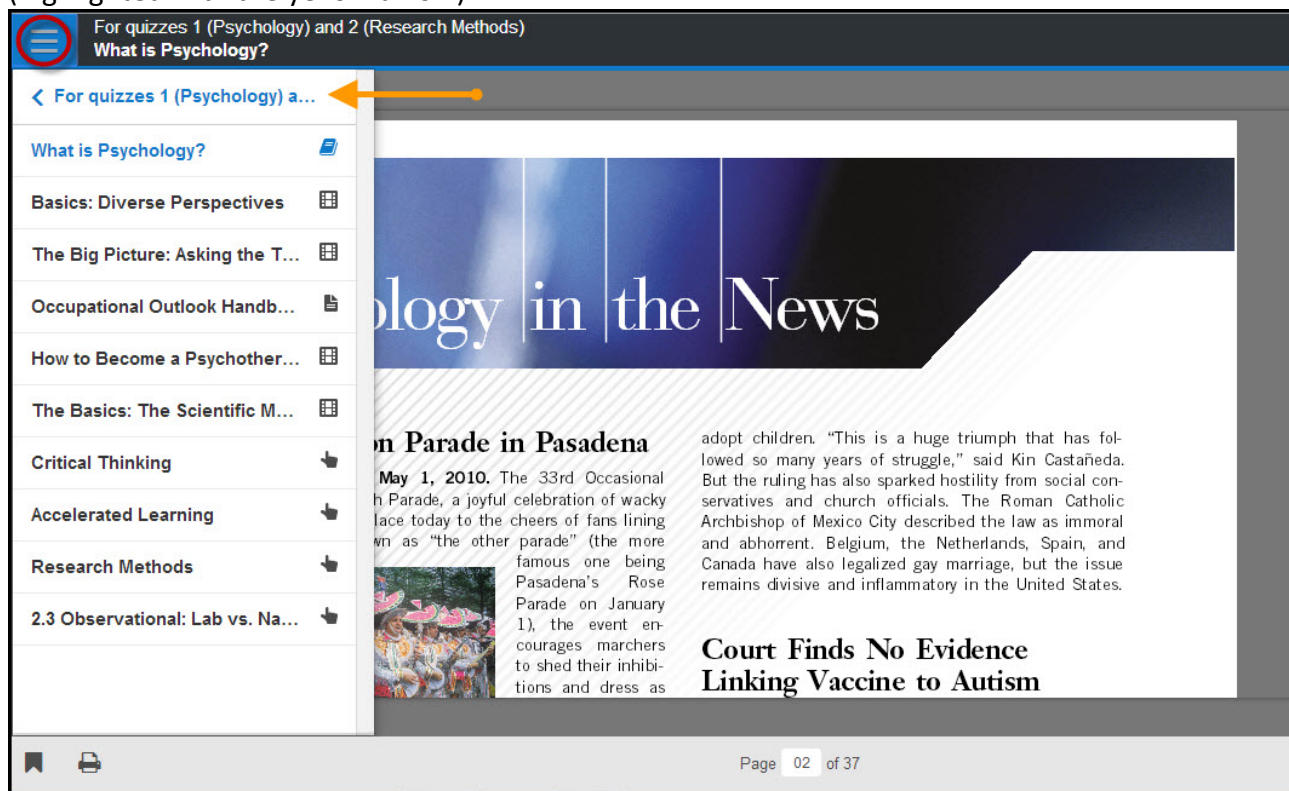 For quizzes 1 (Psychology) and 2 (Research Methods)
What is Psychology?
For quizzes 1 (Psychology) a...
What is Psychology?
Basics: Diverse Perspectives
The Big Picture: Asking the T...
Occupational Outlook Handb...
How to Become a Psychother...
The Basics: The Scientific M...
Critical Thinking
Accelerated Learning
Research Methods
2.3 Observational: Lab vs. Na...
ology in the News
on Parade in Pasadena
May 1, 2010. The 33rd Occasional
h Parade, a joyful celebration of wacky
lace today to the cheers of fans lining
wn as “the other parade” (the more
famous one being
Pasadena’s Rose
Parade on January
1), the event en-
courages marchers
to shed their inhibi-
tions and dress as
adopt children. “This is a huge triumph that has fol-
lowed so many years of struggle,” said Kin Castañeda.
But the ruling has also sparked hostility from social con-
servatives and church officials. The Roman Catholic
Archbishop of Mexico City described the law as immoral
and abhorrent. Belgium, the Netherlands, Spain, and
Canada have also legalized gay marriage, but the issue
remains divisive and inflammatory in the United States.
Court Finds No Evidence
Linking Vaccine to Autism
Page 02 of 37